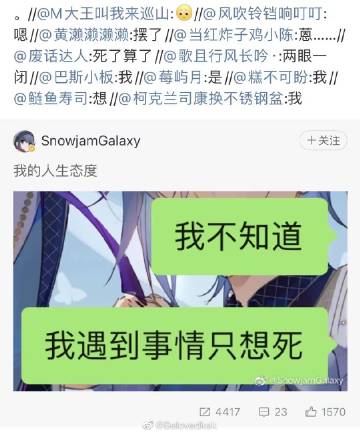 。//@M大王叫我来巡山://@风吹铃铛响叮叮:
嗯//@黄濑濑濑濑:摆了//@当红炸子鸡小陈:蒽……//
@废话达人:死了算了//@歌且行风长吟·:两眼一
闭//@巴斯小板:我//@莓屿月:是//@糕不可盼:我//
@鲢鱼寿司:想//@柯克兰司康换不锈钢盆:我
SnowjamGalaxy
+关注
我的人生态度
我不知道
我遇到事情只想死
@SnowjamGalaxy
4417
23
1570